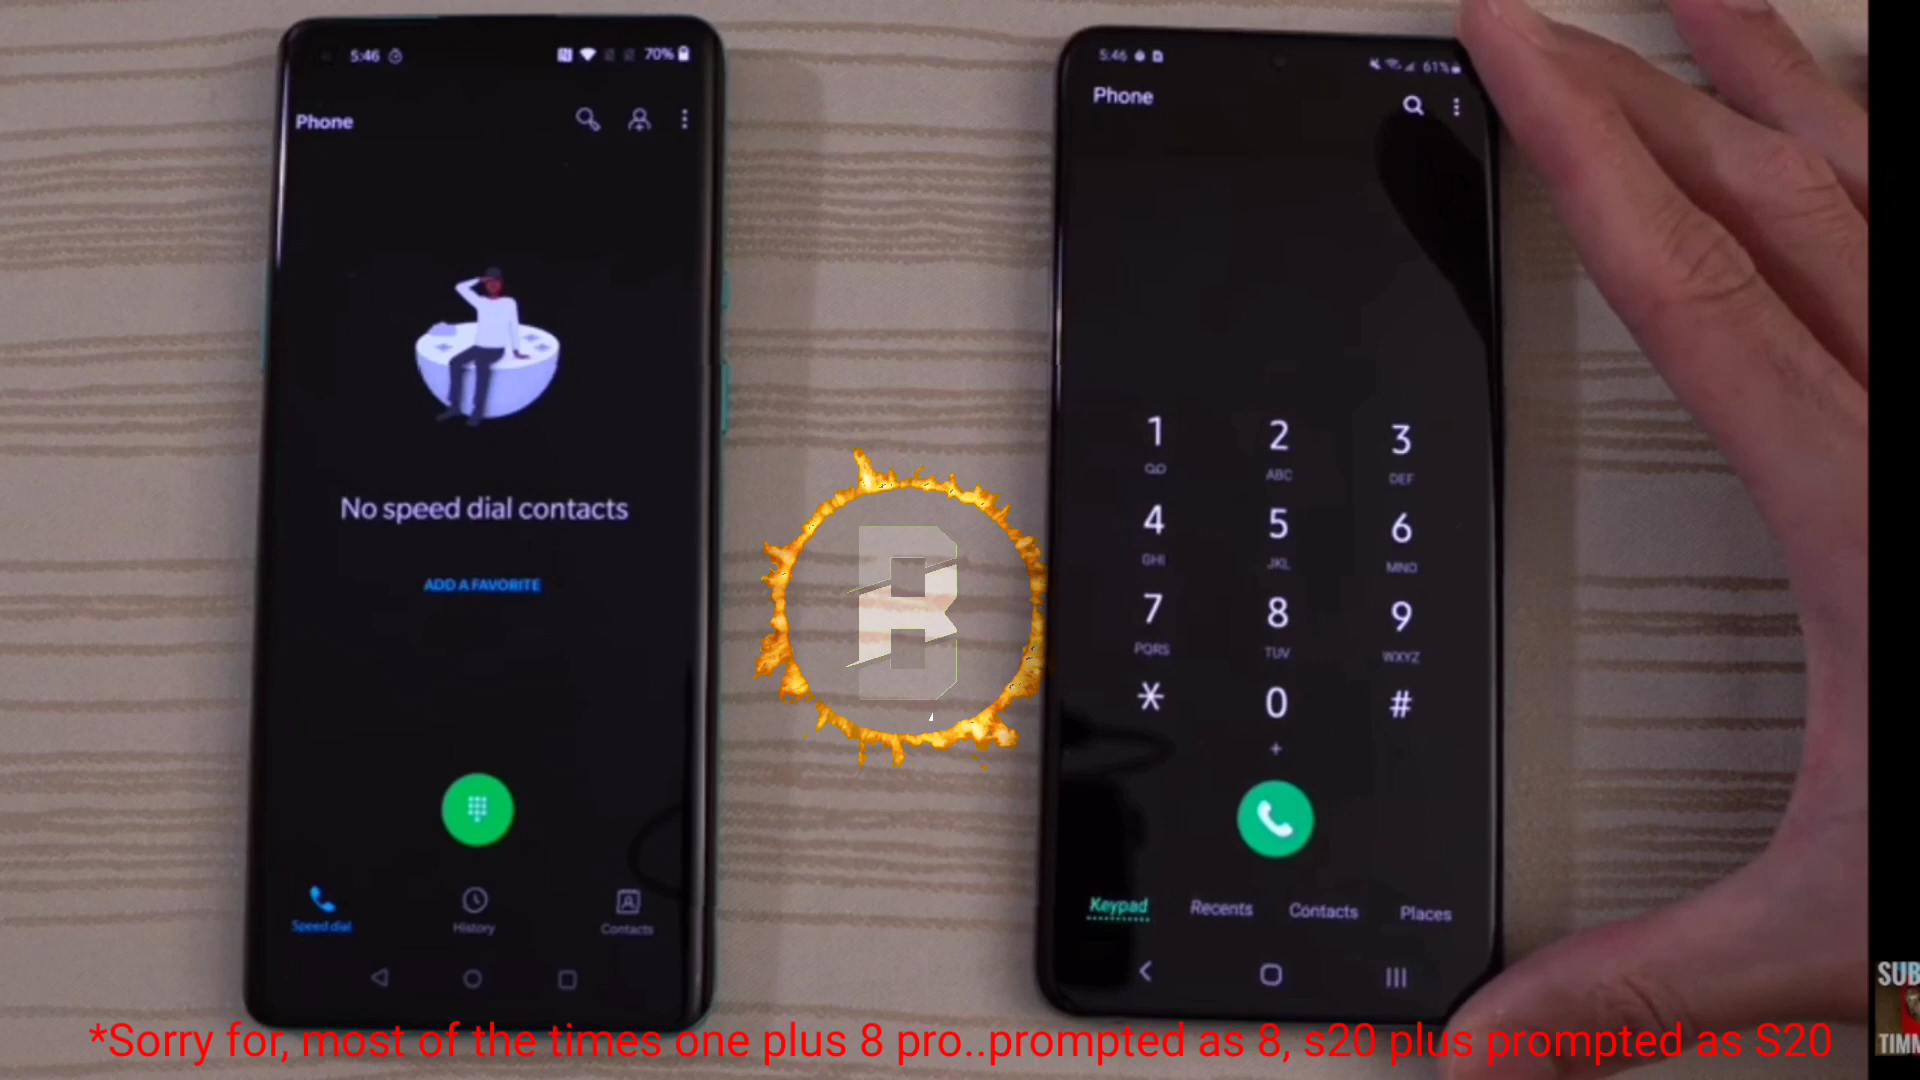 5:46
70%
Phone
No speed dial contacts
ADD A FAVORITE
Speed dial
History
Contacts
5:46
61%
Phone
1
2
3
ABC
DEF
4
5
6
GHI
JKL
MNO
7
8
9
PQRS
TUV
WXYZ
*
0
#
+
Keypad
Recents
Contacts
Places
B
*Sorry for, most of the times one plus 8 pro..prompted as 8, s20 plus prompted as S20
SUB
TIMM